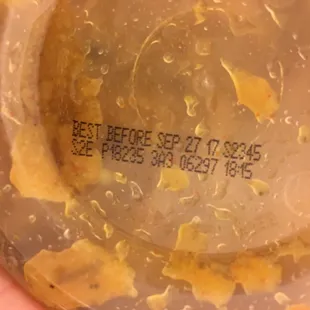 BEST BEFORE SEP 27 17 S2345
S2E P18235 3A3 06297 18:15